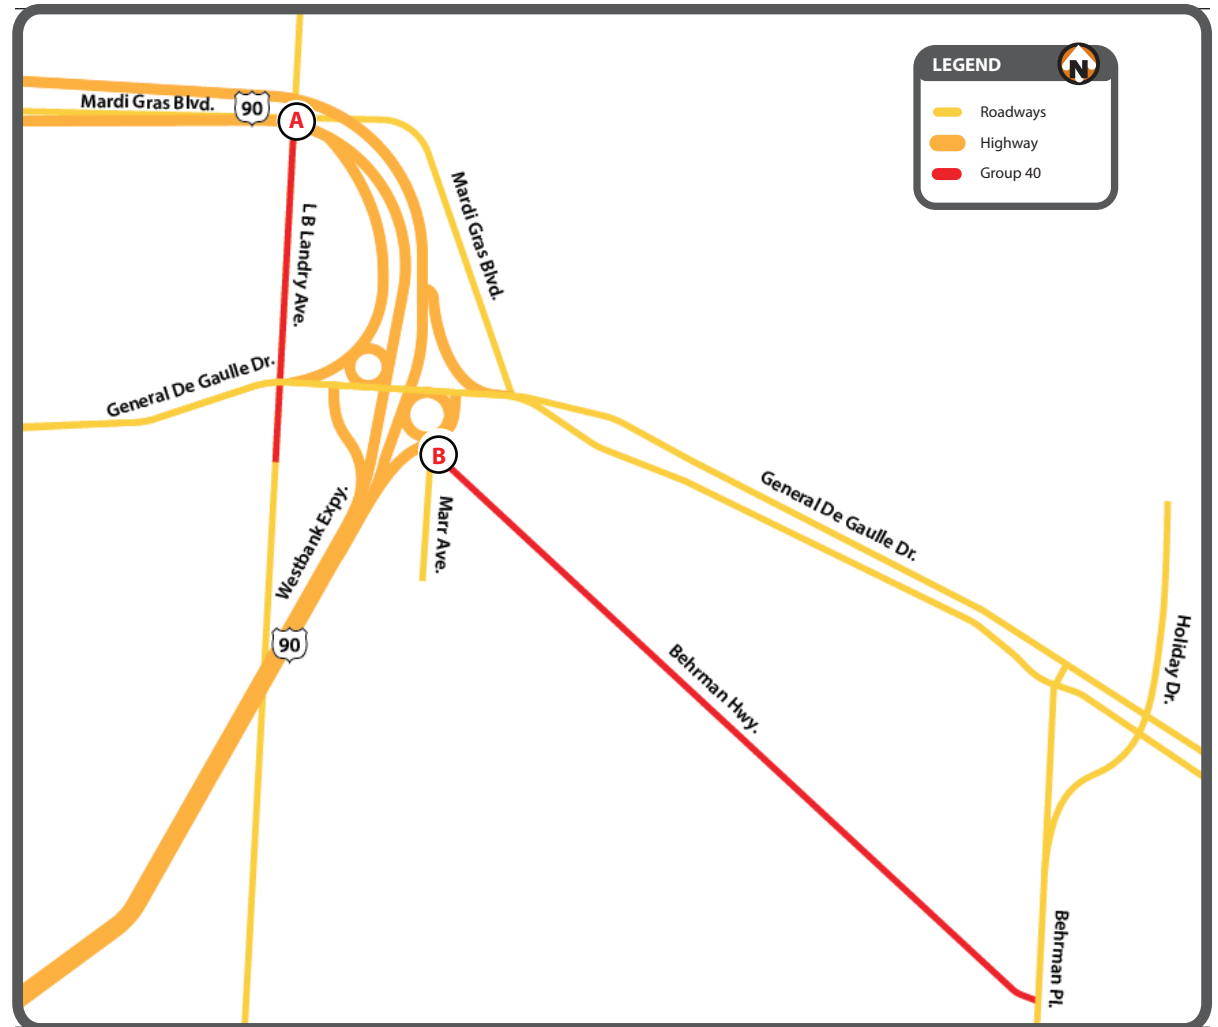 LEGEND
N
Roadways
Highway
Group 40
Mardi Gras Blvd.
90
A
Mardi Gras Blvd.
L B Landry Ave.
General De Gaulle Dr.
B
Westbank Expy.
Marr Ave.
General De Gaulle Dr.
90
Holiday Dr.
Behrman Hwy.
Behrman Pl.